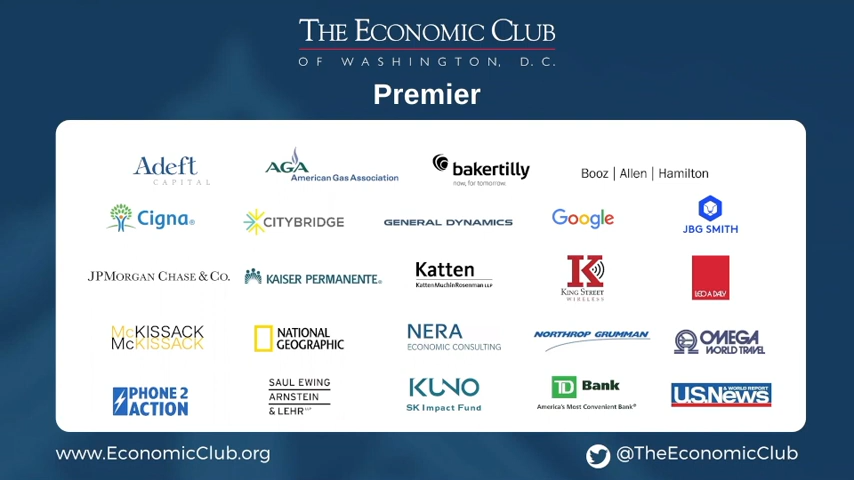 THE ECONOMIC CLUB
OF WASHINGTON, D.C.
Premier
Adeft
CAPITAL
AGA
American Gas Association
bakertilly
now, for tomorrow.
Booz | Allen | Hamilton
Cigna®
CITYBRIDGE
GENERAL DYNAMICS
Google
JBG SMITH
JPMORGAN CHASE & CO.
KAISER PERMANENTE®
Katten
KattenMuchinRosenman LLP
K
KING STREET
WIRELESS
LEO A DALY
McKISSACK
McKISSACK
NATIONAL
GEOGRAPHIC
NERA
ECONOMIC CONSULTING
NORTHROP GRUMMAN
OMEGA
WORLD TRAVEL
PHONE 2
ACTION
SAUL EWING
ARNSTEIN
& LEHR LLP
KUNO
SK Impact Fund
TD Bank
America's Most Convenient Bank®
U.S.News
& WORLD REPORT
www.EconomicClub.org
@TheEconomicClub